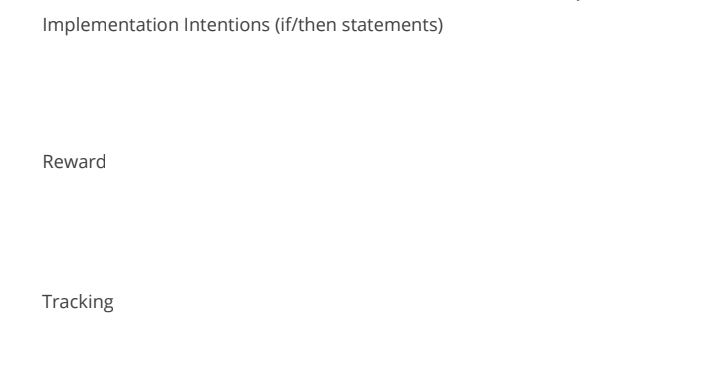 Implementation Intentions (if/then statements)
Reward
Tracking